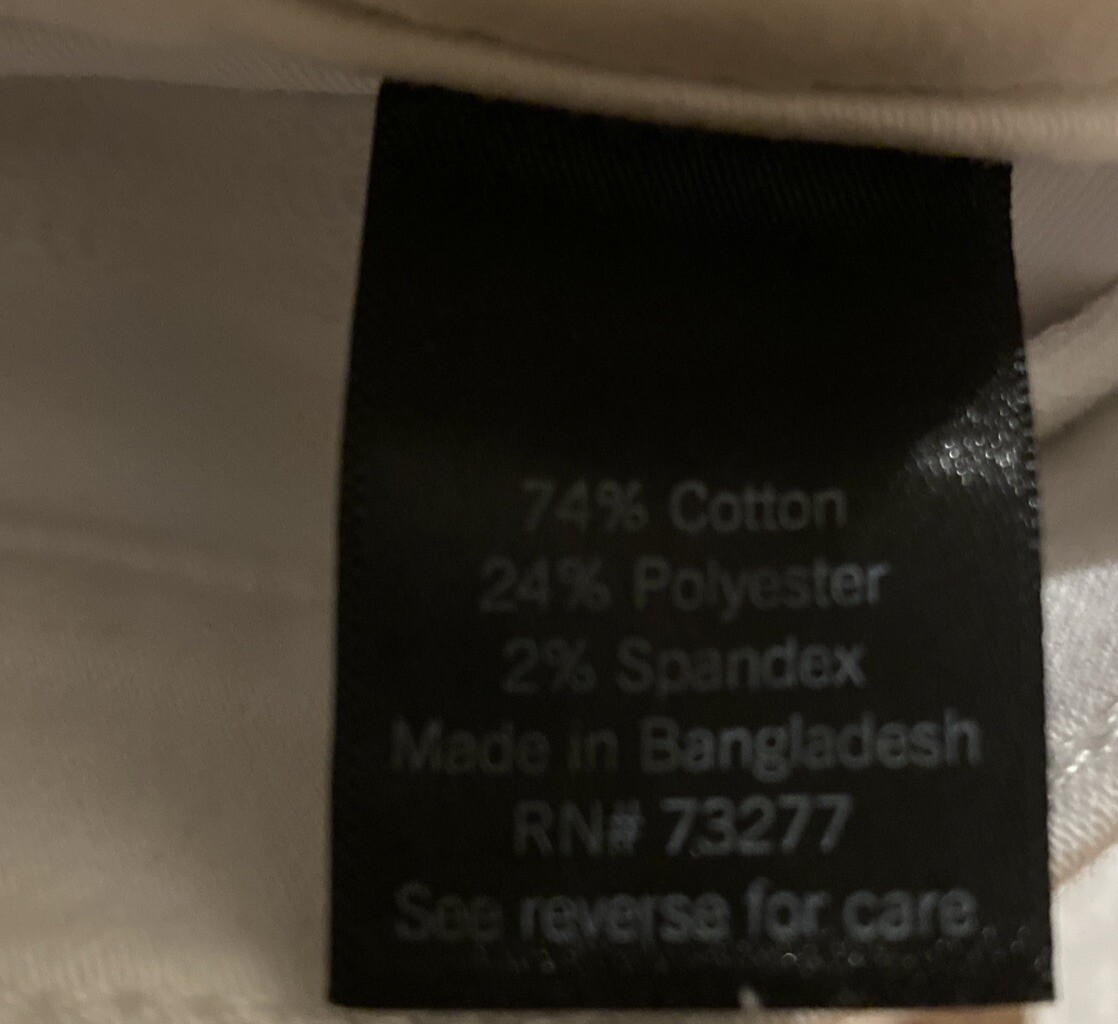 74% Cotton
24% Polyester
2% Spandex
Made in Bangladesh
RN# 73277
See reverse for care